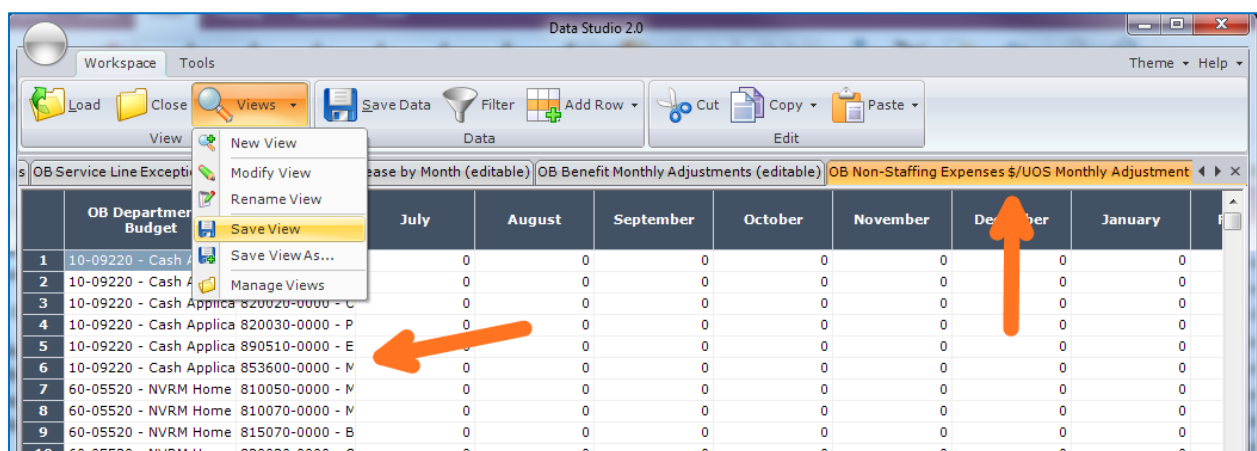 Data Studio 2.0
Workspace Tools Theme Help
Load Close Views Save Data Filter Add Row Cut Copy Paste
View Data Edit
New View
Modify View
Rename View
Save View
Save View As...
Manage Views
s OB Service Line Excepti ease by Month (editable) OB Benefit Monthly Adjustments (editable) OB Non-Staffing Expenses $/UOS Monthly Adjustment
OB Departmen
Budget July August September October November January
1 10-09220 - Cash 0 0 0 0 0 0 0
2 10-09220 - Cash 0 0 0 0 0 0 0
3 10-09220 - Cash Applica 820020-0000 - C 0 0 0 0 0 0 0
4 10-09220 - Cash Applica 820030-0000 - P 0 0 0 0 0 0 0
5 10-09220 - Cash Applica 890510-0000 - E 0 0 0 0 0 0
6 10-09220 - Cash Applica 853600-0000 - M 0 0 0 0 0 0
7 60-05520 - NVRM Home 810050-0000 - M 0 0 0 0 0 0 0
8 60-05520 - NVRM Home 810070-0000 - M 0 0 0 0 0 0 0
9 60-05520 - NVRM Home 815070-0000 - B 0 0 0 0 0 0 0